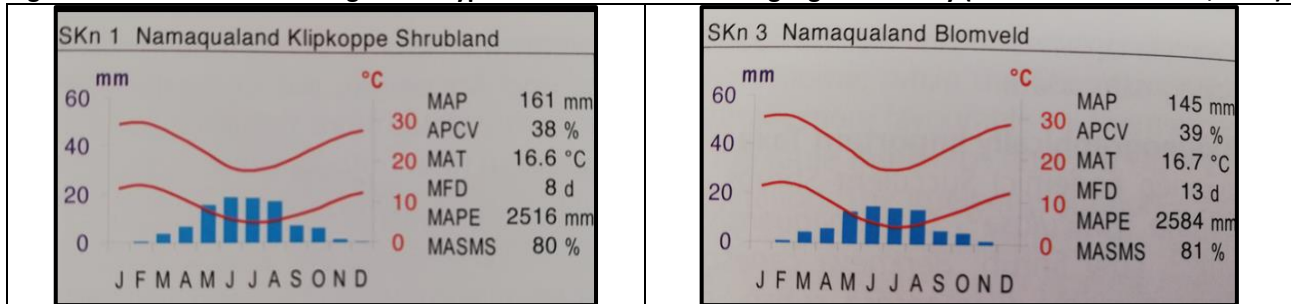 SKn 1 Namaqualand Klipkoppe Shrubland
mm °C
60
40
20
0
30
20
10
0
MAP 161 mm
APCV 38 %
MAT 16.6 °C
MFD 8 d
MAPE 2516 mm
MASMS 80 %
J F M A M J J A S O N D
SKn 3 Namaqualand Blomveld
mm °C
60
40
20
0
30
20
10
0
MAP 145 mm
APCV 39 %
MAT 16.7 °C
MFD 13 d
MAPE 2584 mm
MASMS 81 %
J F M A M J J A S O N D